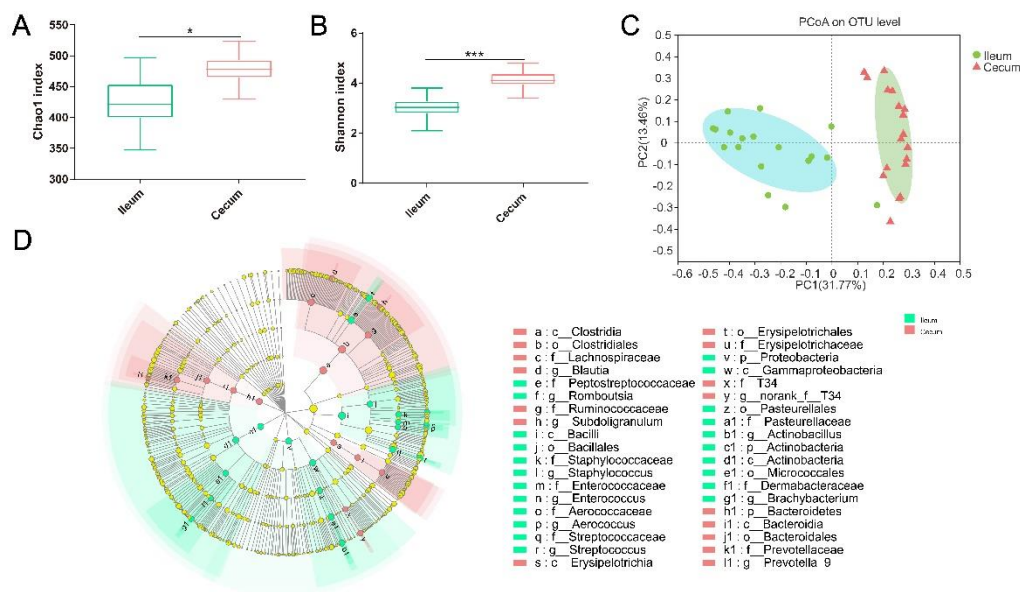 A
Chao1 index
550
500
450
400
350
300
*
Ileum
Cecum
B
Shannon index
6
4
2
0
***
Ileum
Cecum
C
PCoA on OTU level
PC2(13.46%)
0.5
0.4
0.3
0.2
0.1
0
-0.1
-0.2
-0.3
-0.4
-0.5
-0.6 -0.5 -0.4 -0.3 -0.2 -0.1 0 0.1 0.2 0.3 0.4 0.5
PC1(31.77%)
Ileum
Cecum
D
Ileum
Cecum
a : c__Clostridia
b : o__Clostridiales
c : f__Lachnospiraceae
d : g__Blautia
e : f__Peptostreptococcaceae
f : g__Romboutsia
g : f__Ruminococcaceae
h : g__Subdoligranulum
i : c__Bacilli
j : o__Bacillales
k : f__Staphylococcaceae
l : g__Staphylococcus
m : f__Enterococcaceae
n : g__Enterococcus
o : f__Aerococcaceae
p : g__Aerococcus
q : f__Streptococcaceae
r : g__Streptococcus
s : c__Erysipelotrichia
t : o__Erysipelotrichales
u : f__Erysipelotrichaceae
v : p__Proteobacteria
w : c__Gammaproteobacteria
x : f__T34
y : g__norank_f__T34
z : o__Pasteurellales
a1 : f__Pasteurellaceae
b1 : g__Actinobacillus
c1 : p__Actinobacteria
d1 : c__Actinobacteria
e1 : o__Micrococcales
f1 : f__Dermabacteraceae
g1 : g__Brachybacterium
h1 : p__Bacteroidetes
i1 : c__Bacteroidia
j1 : o__Bacteroidales
k1 : f__Prevotellaceae
l1 : g__Prevotella_9